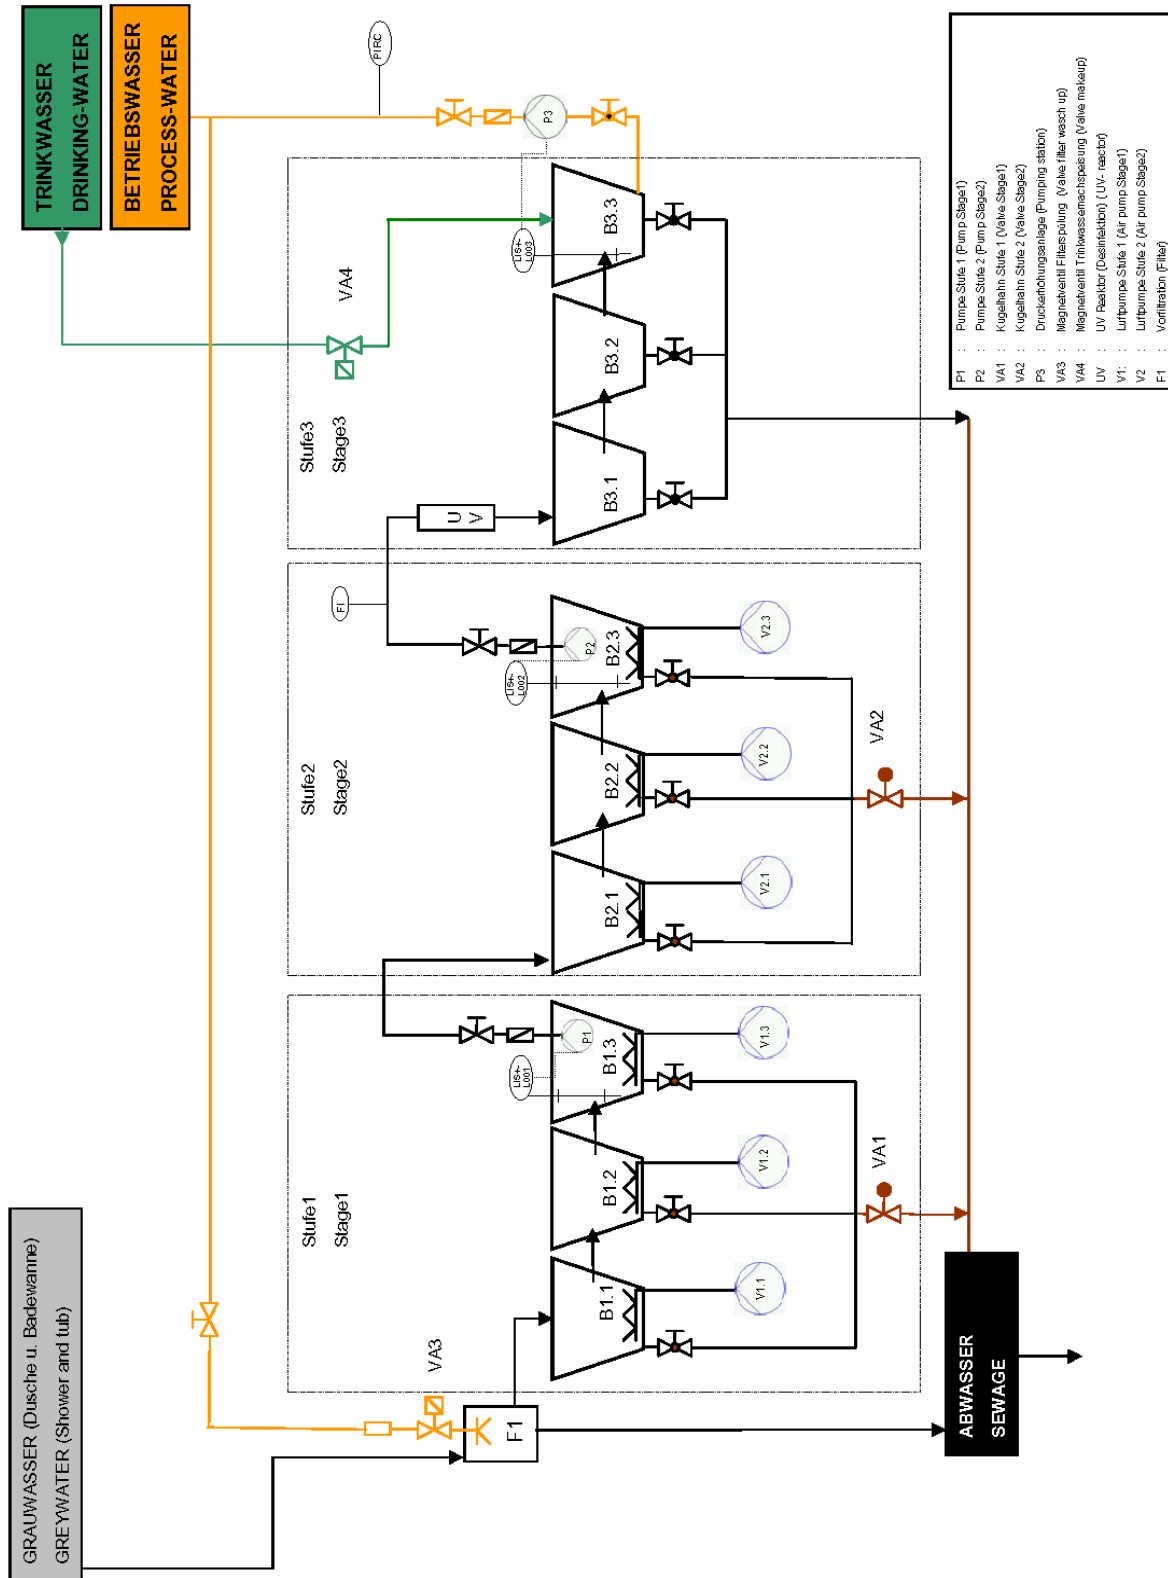 GRAUWASSER (Dusche u. Badewanne)
GREYWATER (Shower and tub)
TRINKWASSER
DRINKING-WATER
BETRIEBSWASSER
PROCESS-WATER
PIRC
VA3
F1
Stufe1
Stage1
LIS+-
L001
P1
B1.1
B1.2
B1.3
V1.1
V1.2
V1.3
VA1
Stufe2
Stage2
FI
LIS+-
L002
P2
B2.1
B2.2
B2.3
V2.1
V2.2
V2.3
VA2
Stufe3
Stage3
VA4
U V
LIS+-
L003
P3
B3.1
B3.2
B3.3
ABWASSER
SEWAGE
P1 : Pumpe Stufe 1 (Pump Stage1)
P2 : Pumpe Stufe 2 (Pump Stage2)
VA1 : Kugelhahn Stufe 1 (Valve Stage1)
VA2 : Kugelhahn Stufe 2 (Valve Stage2)
P3 : Druckerhöhungsanlage (Pumping station)
VA3 : Magnetventil Filterspülung (Valve filter wasch up)
VA4 : Magnetventil Trinkwassernachspeisung (Valve makeup)
UV : UV Reaktor (Desinfektion) ( UV- reactor)
V1: : Luftpumpe Stufe 1 (Air pump Stage1)
V2 : Luftpumpe Stufe 2 (Air pump Stage2)
F1 : Vorfiltration (Filter)